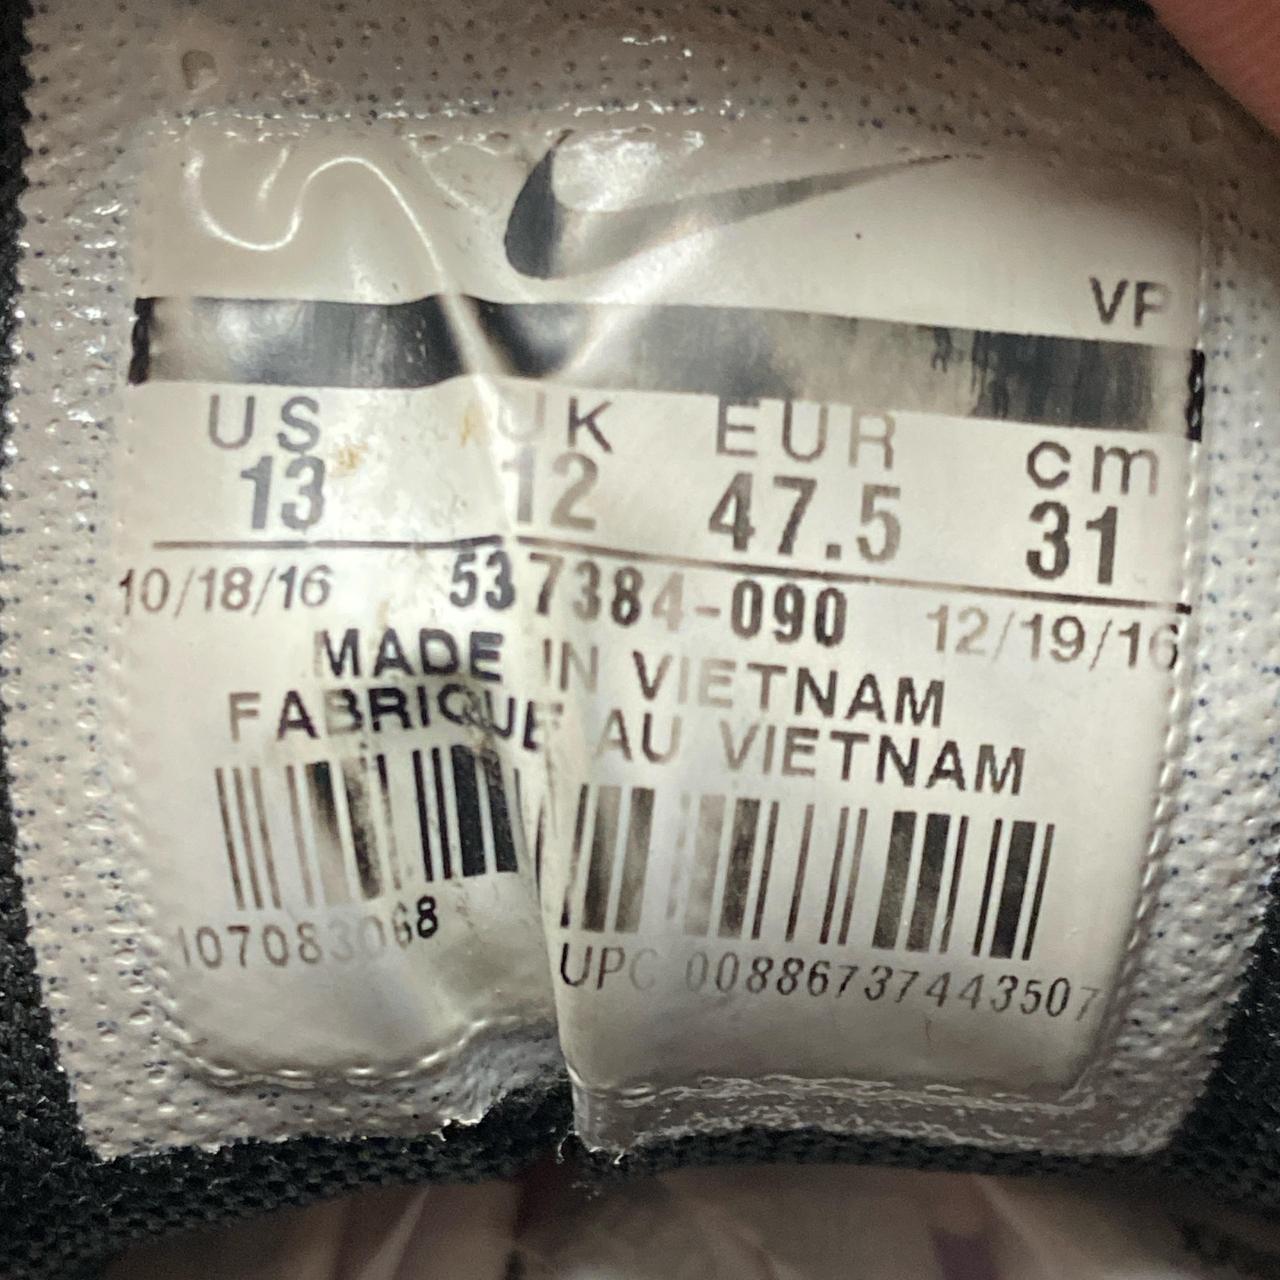 VP
US UK EUR cm
13 12 47.5 31
10/18/16 537384-090 12/19/16
MADE IN VIETNAM
FABRIQUE AU VIETNAM
107083068
UPC 00886737443507